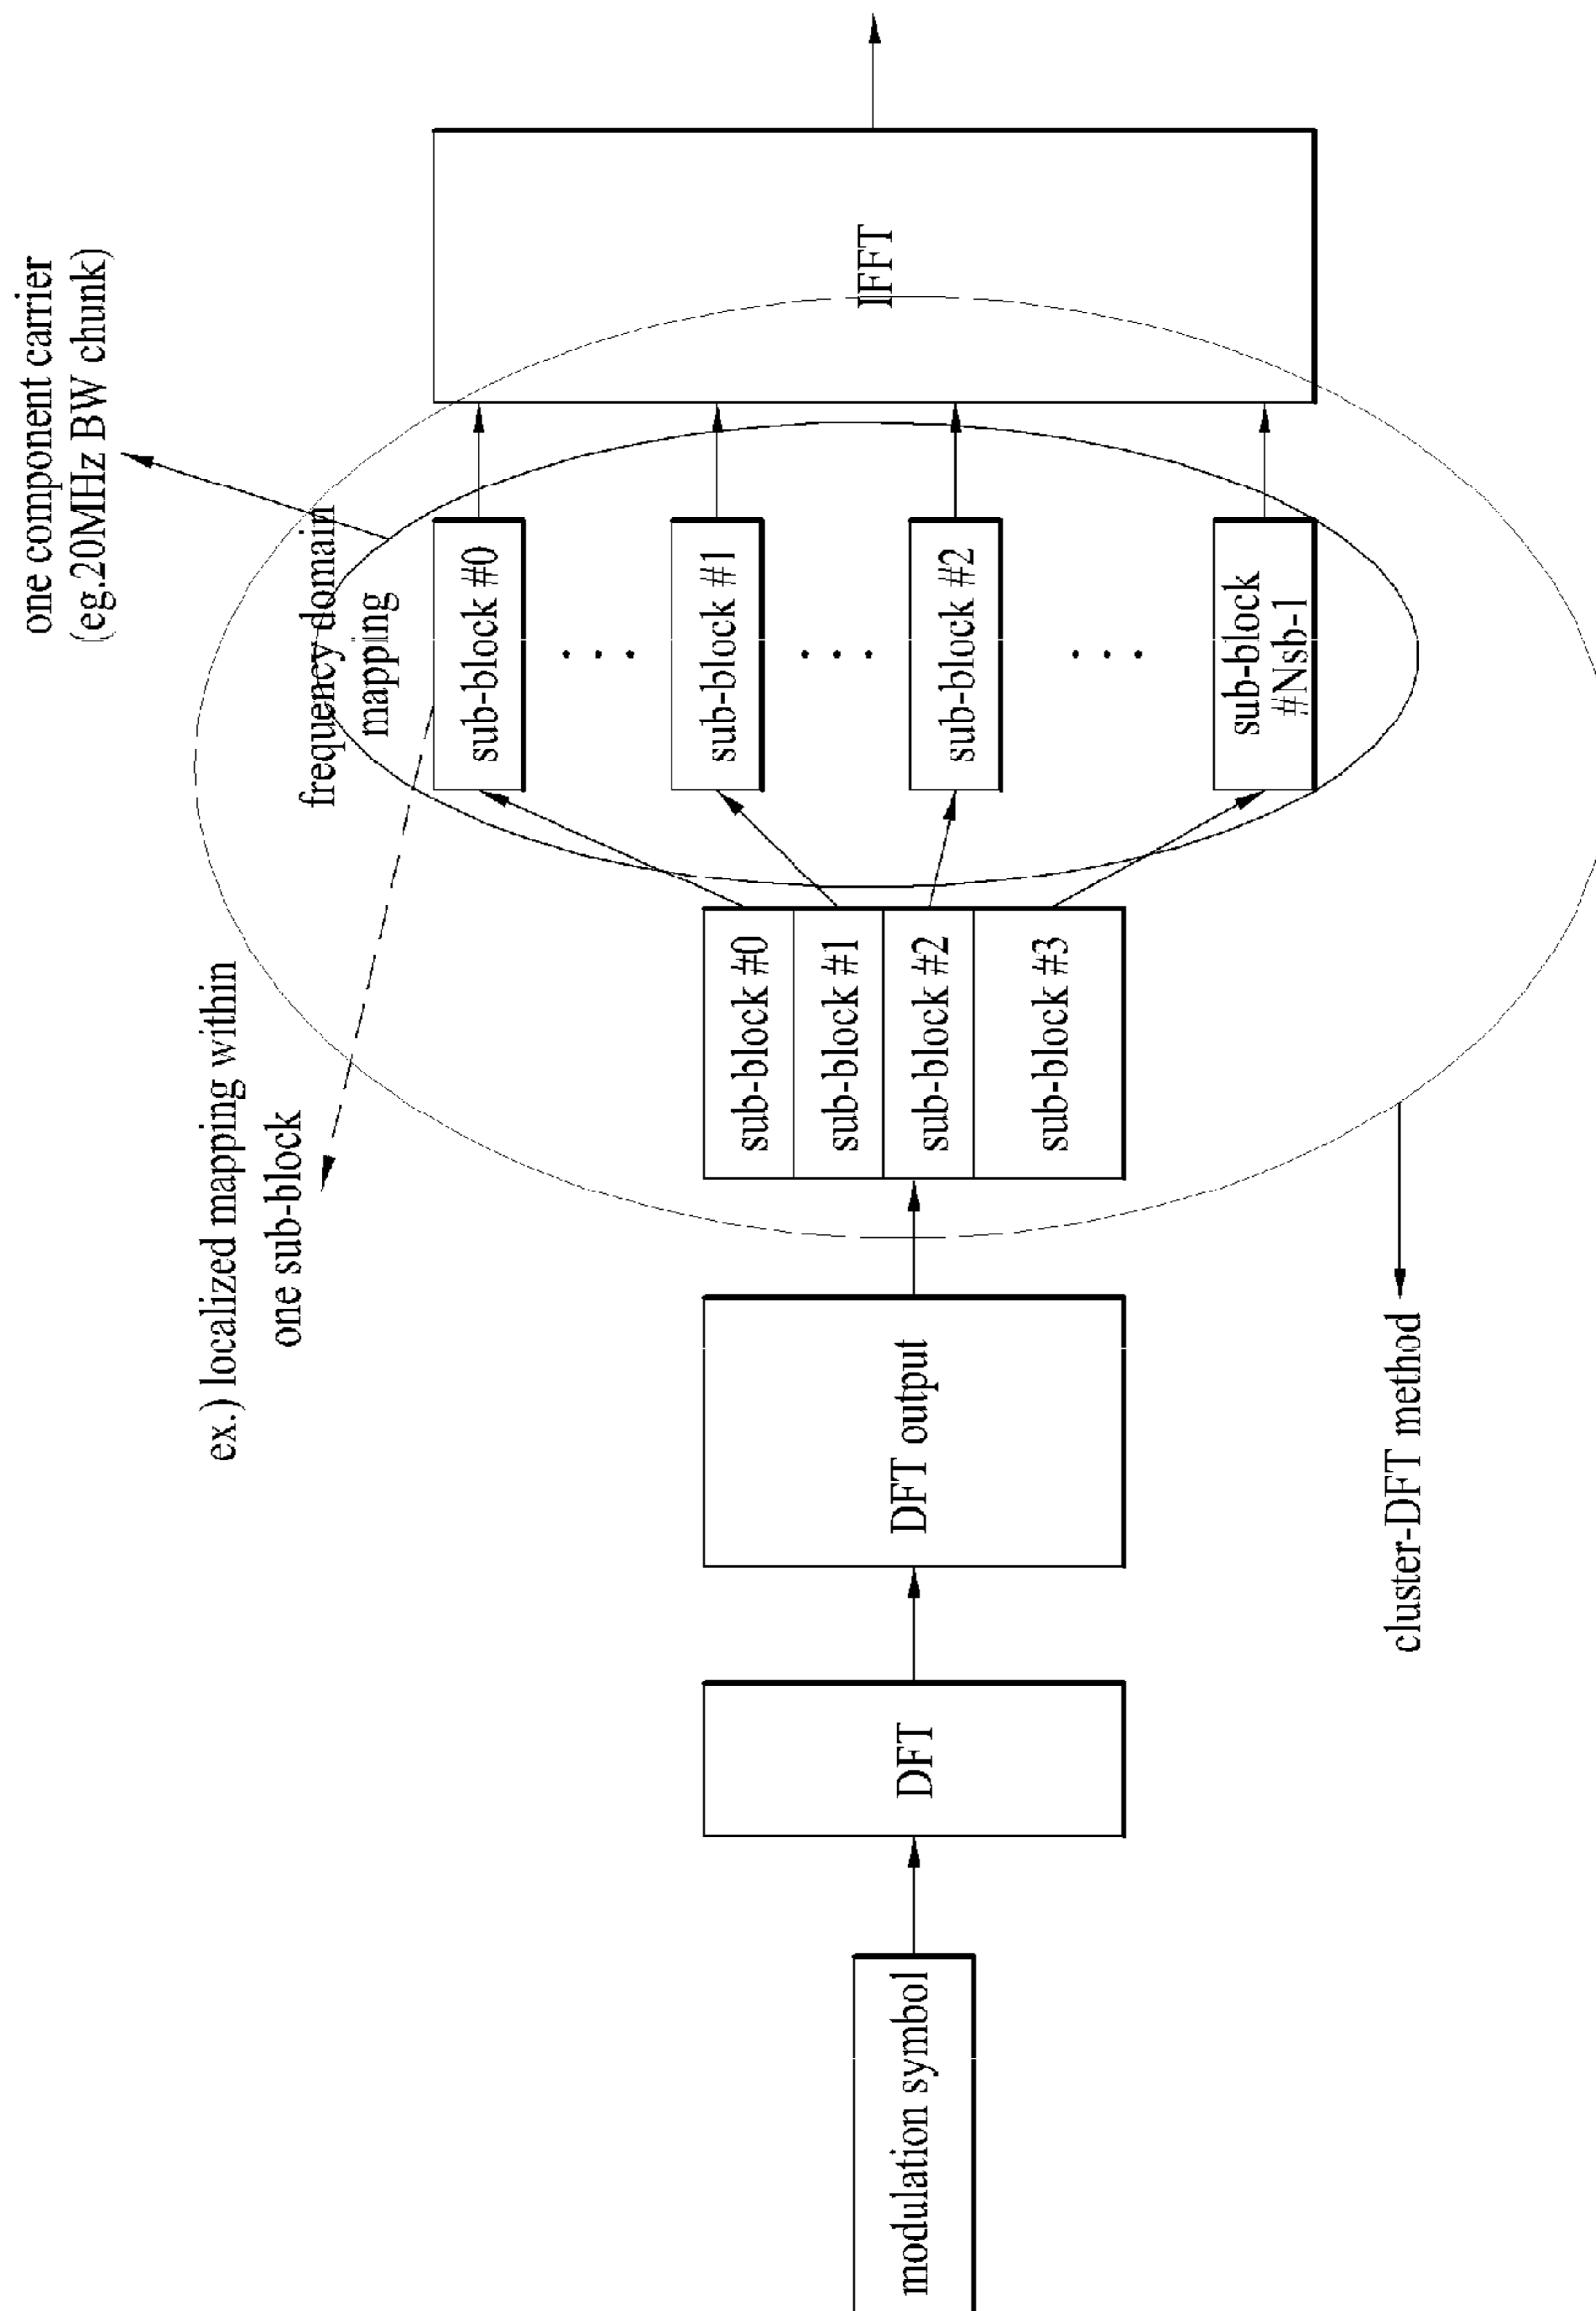 modulation symbol
DFT
DFT output
sub-block #0
sub-block #1
sub-block #2
sub-block #3
ex.) localized mapping within
one sub-block
frequency domain
mapping
sub-block #0
sub-block #1
sub-block #2
sub-block
#Nsb-1
one component carrier
(eg.20MHz BW chunk)
IFFT
cluster-DFT method